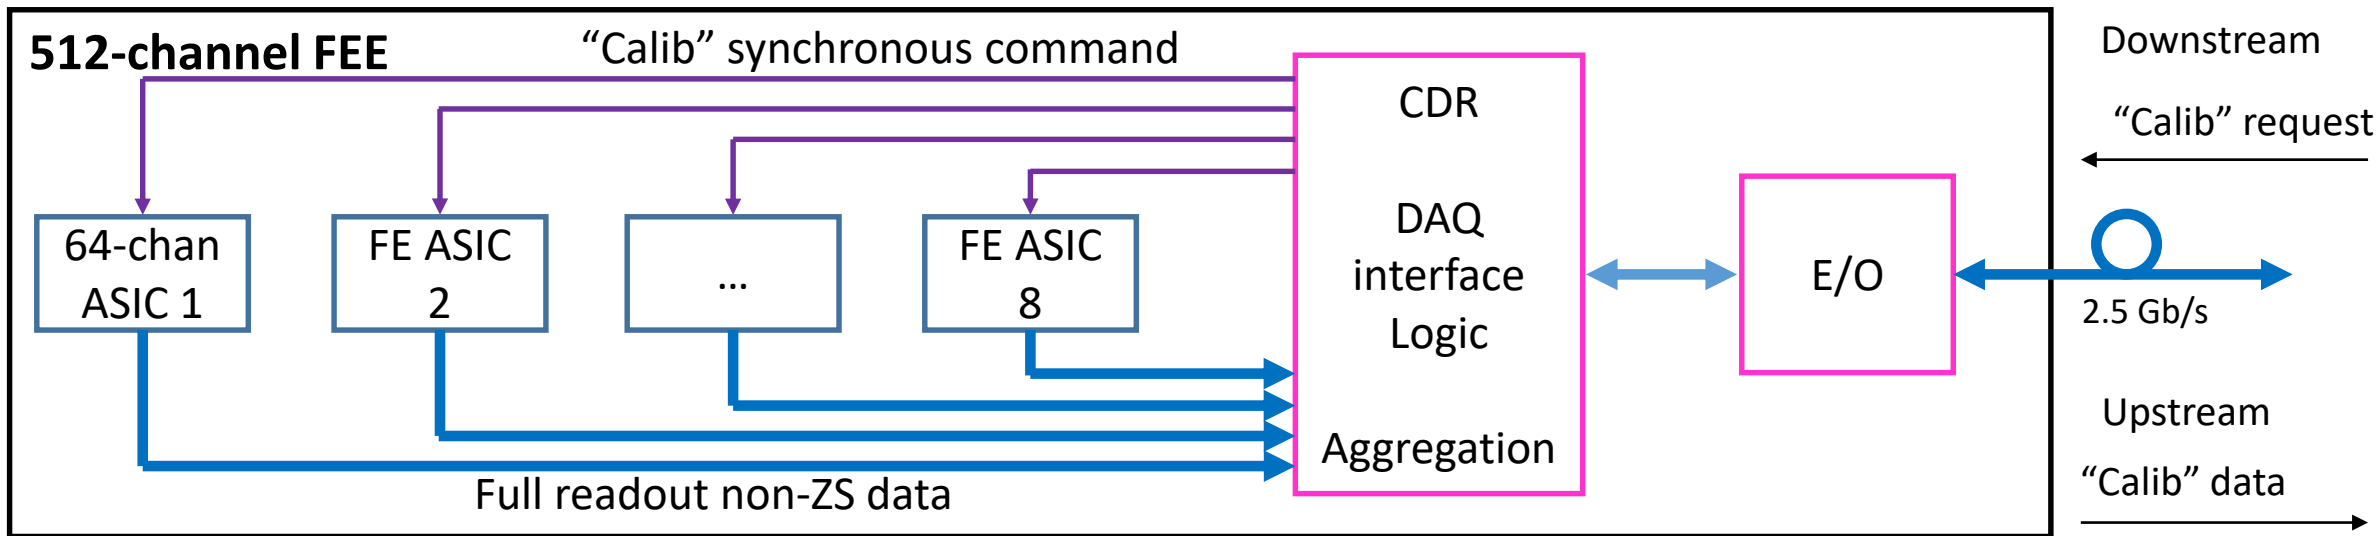 512-channel FEE
“Calib” synchronous command
64-chan
ASIC 1
FE ASIC
2
...
FE ASIC
8
Full readout non-ZS data
CDR
DAQ
interface
Logic
Aggregation
E/O
Downstream
“Calib” request
2.5 Gb/s
Upstream
“Calib” data